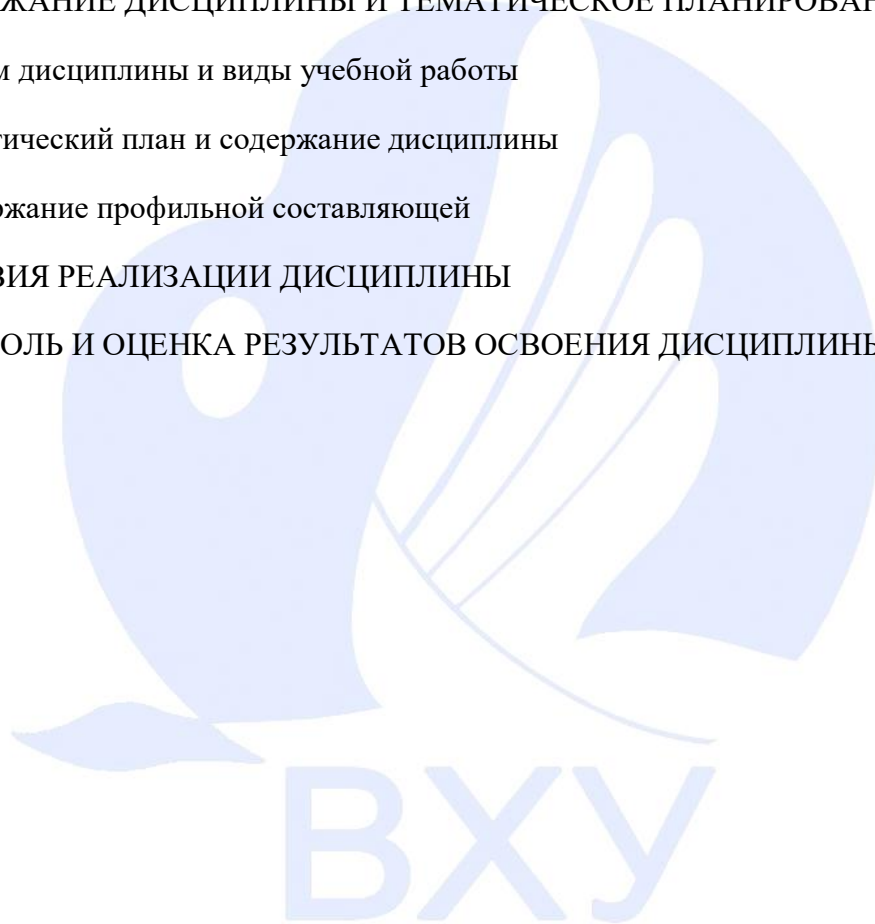 ЖАНИЕ ДИСЦИПЛИНЫ И ТЕМАТИЧЕСКОЕ ПЛАНИРОВАН
м дисциплины и виды учебной работы
тический план и содержание дисциплины
ржание профильной составляющей
ВИЯ РЕАЛИЗАЦИИ ДИСЦИПЛИНЫ
ОЛЬ И ОЦЕНКА РЕЗУЛЬТАТОВ ОСВОЕНИЯ ДИСЦИПЛИНЫ
ВХУ